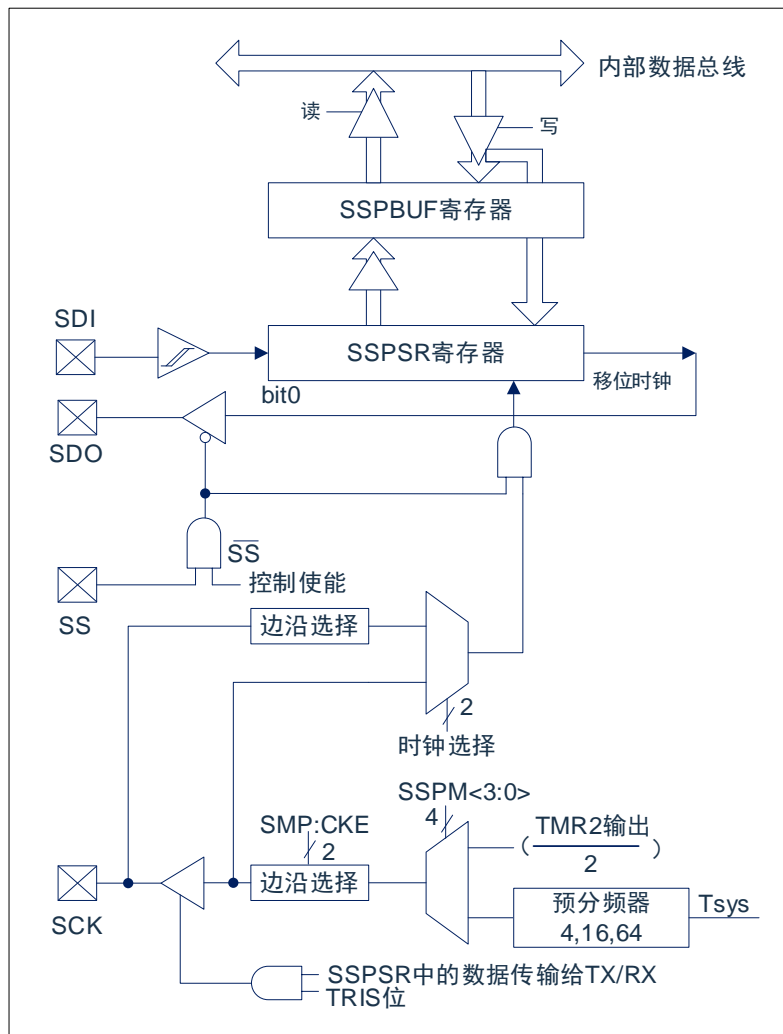 内部数据总线
读
写
SSPBUF寄存器
SDI
SSPSR寄存器
bit0
移位时钟
SDO
SS
控制使能
SS
边沿选择
2
时钟选择
SSPM<3:0>
4
SMP:CKE
2
(TMR2输出
2)
边沿选择
SCK
预分频器
4,16,64
Tsys
SSPSR中的数据传输给TX/RX
TRIS位